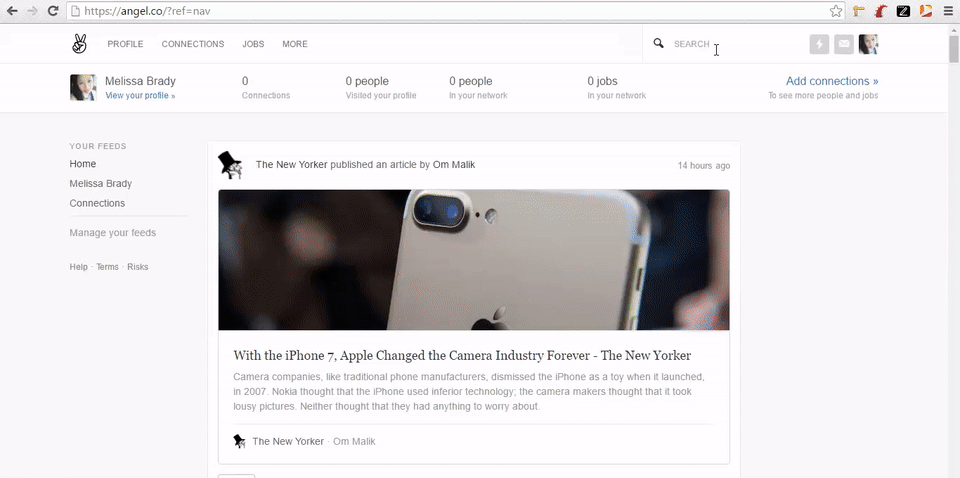 https://angel.co/?ref=nav
PROFILE CONNECTIONS JOBS MORE SEARCH
Melissa Brady 0 0 people 0 people 0 jobs Add connections »
View your profile » Connections Visited your profile In your network In your network To see more people and jobs
YOUR FEEDS
Home
Melissa Brady
Connections
Manage your feeds
Help · Terms · Risks
The New Yorker published an article by Om Malik 14 hours ago
With the iPhone 7, Apple Changed the Camera Industry Forever - The New Yorker
Camera companies, like traditional phone manufacturers, dismissed the iPhone as a toy when it launched,
in 2007. Nokia thought that the iPhone used inferior technology; the camera makers thought that it took
lousy pictures. Neither thought that they had anything to worry about.
The New Yorker · Om Malik